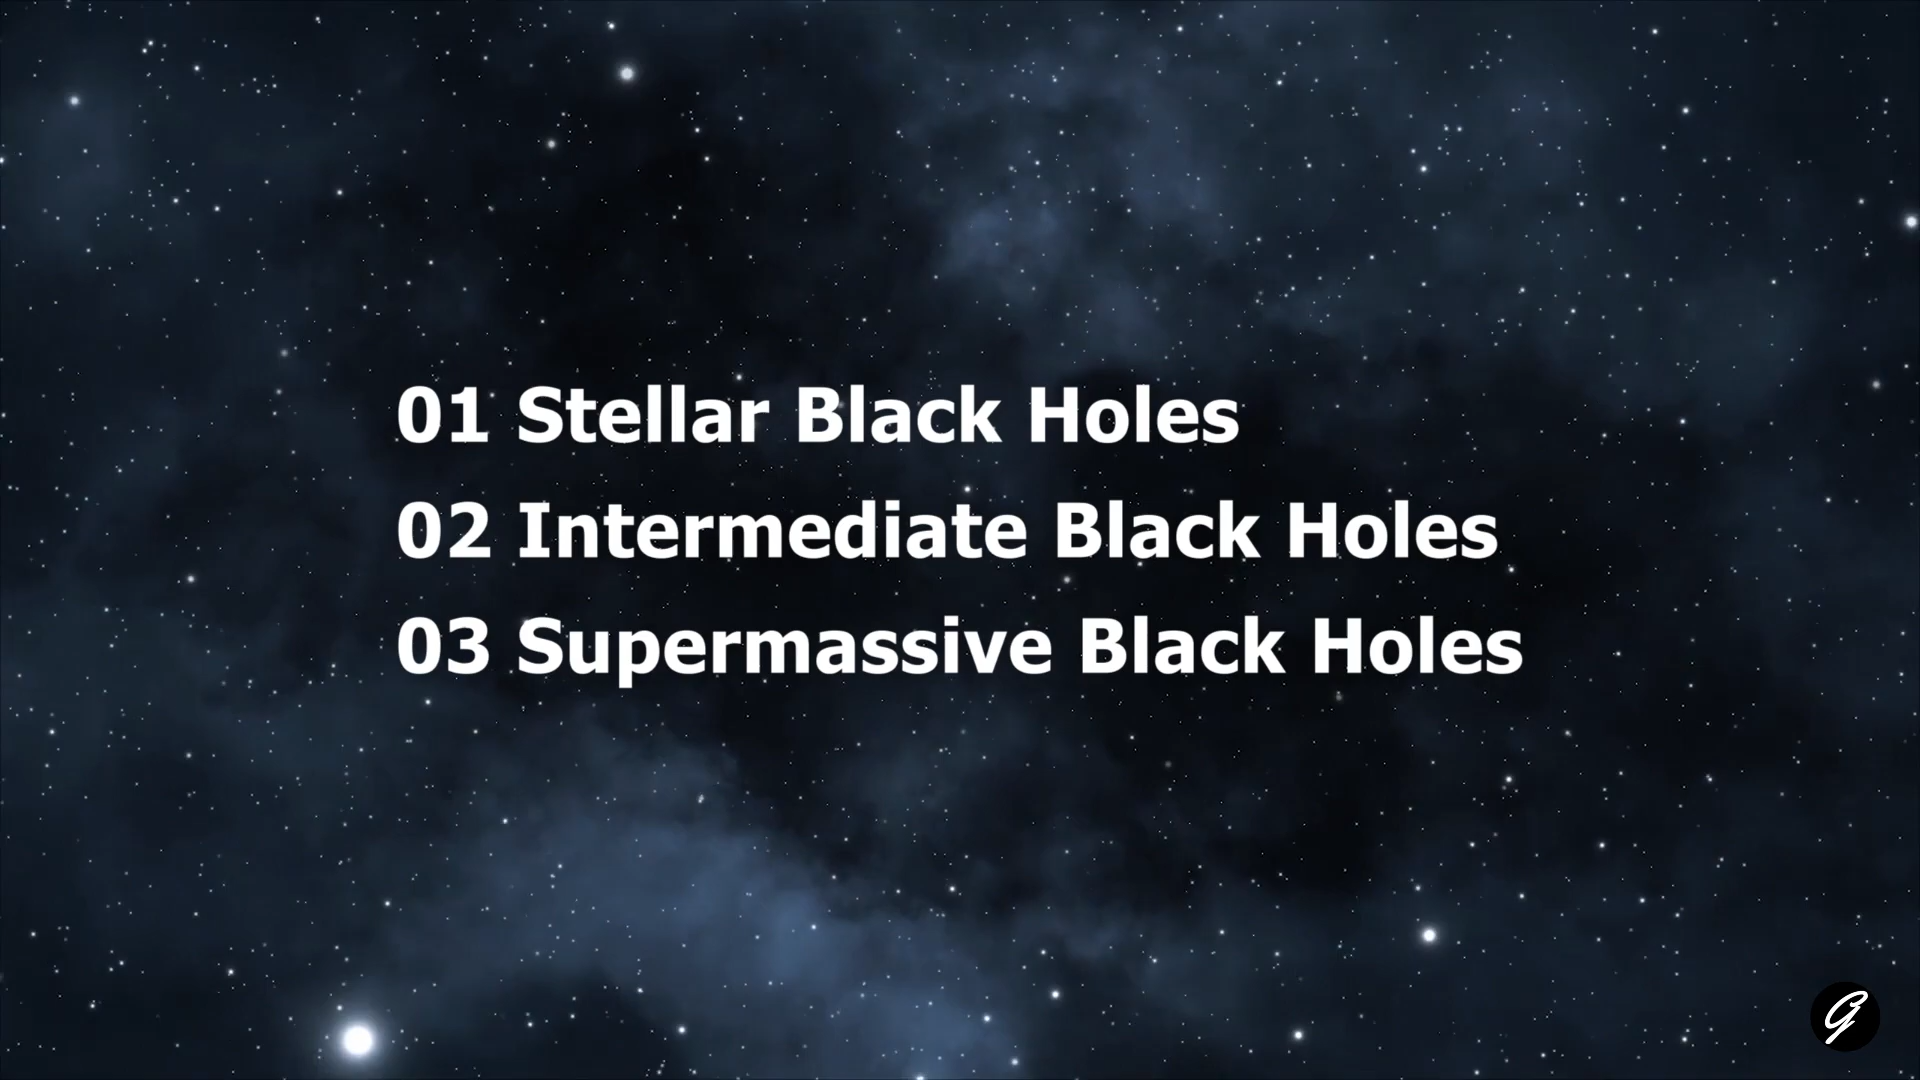 01 Stellar Black Holes
02 Intermediate Black Holes
03 Supermassive Black Holes
G